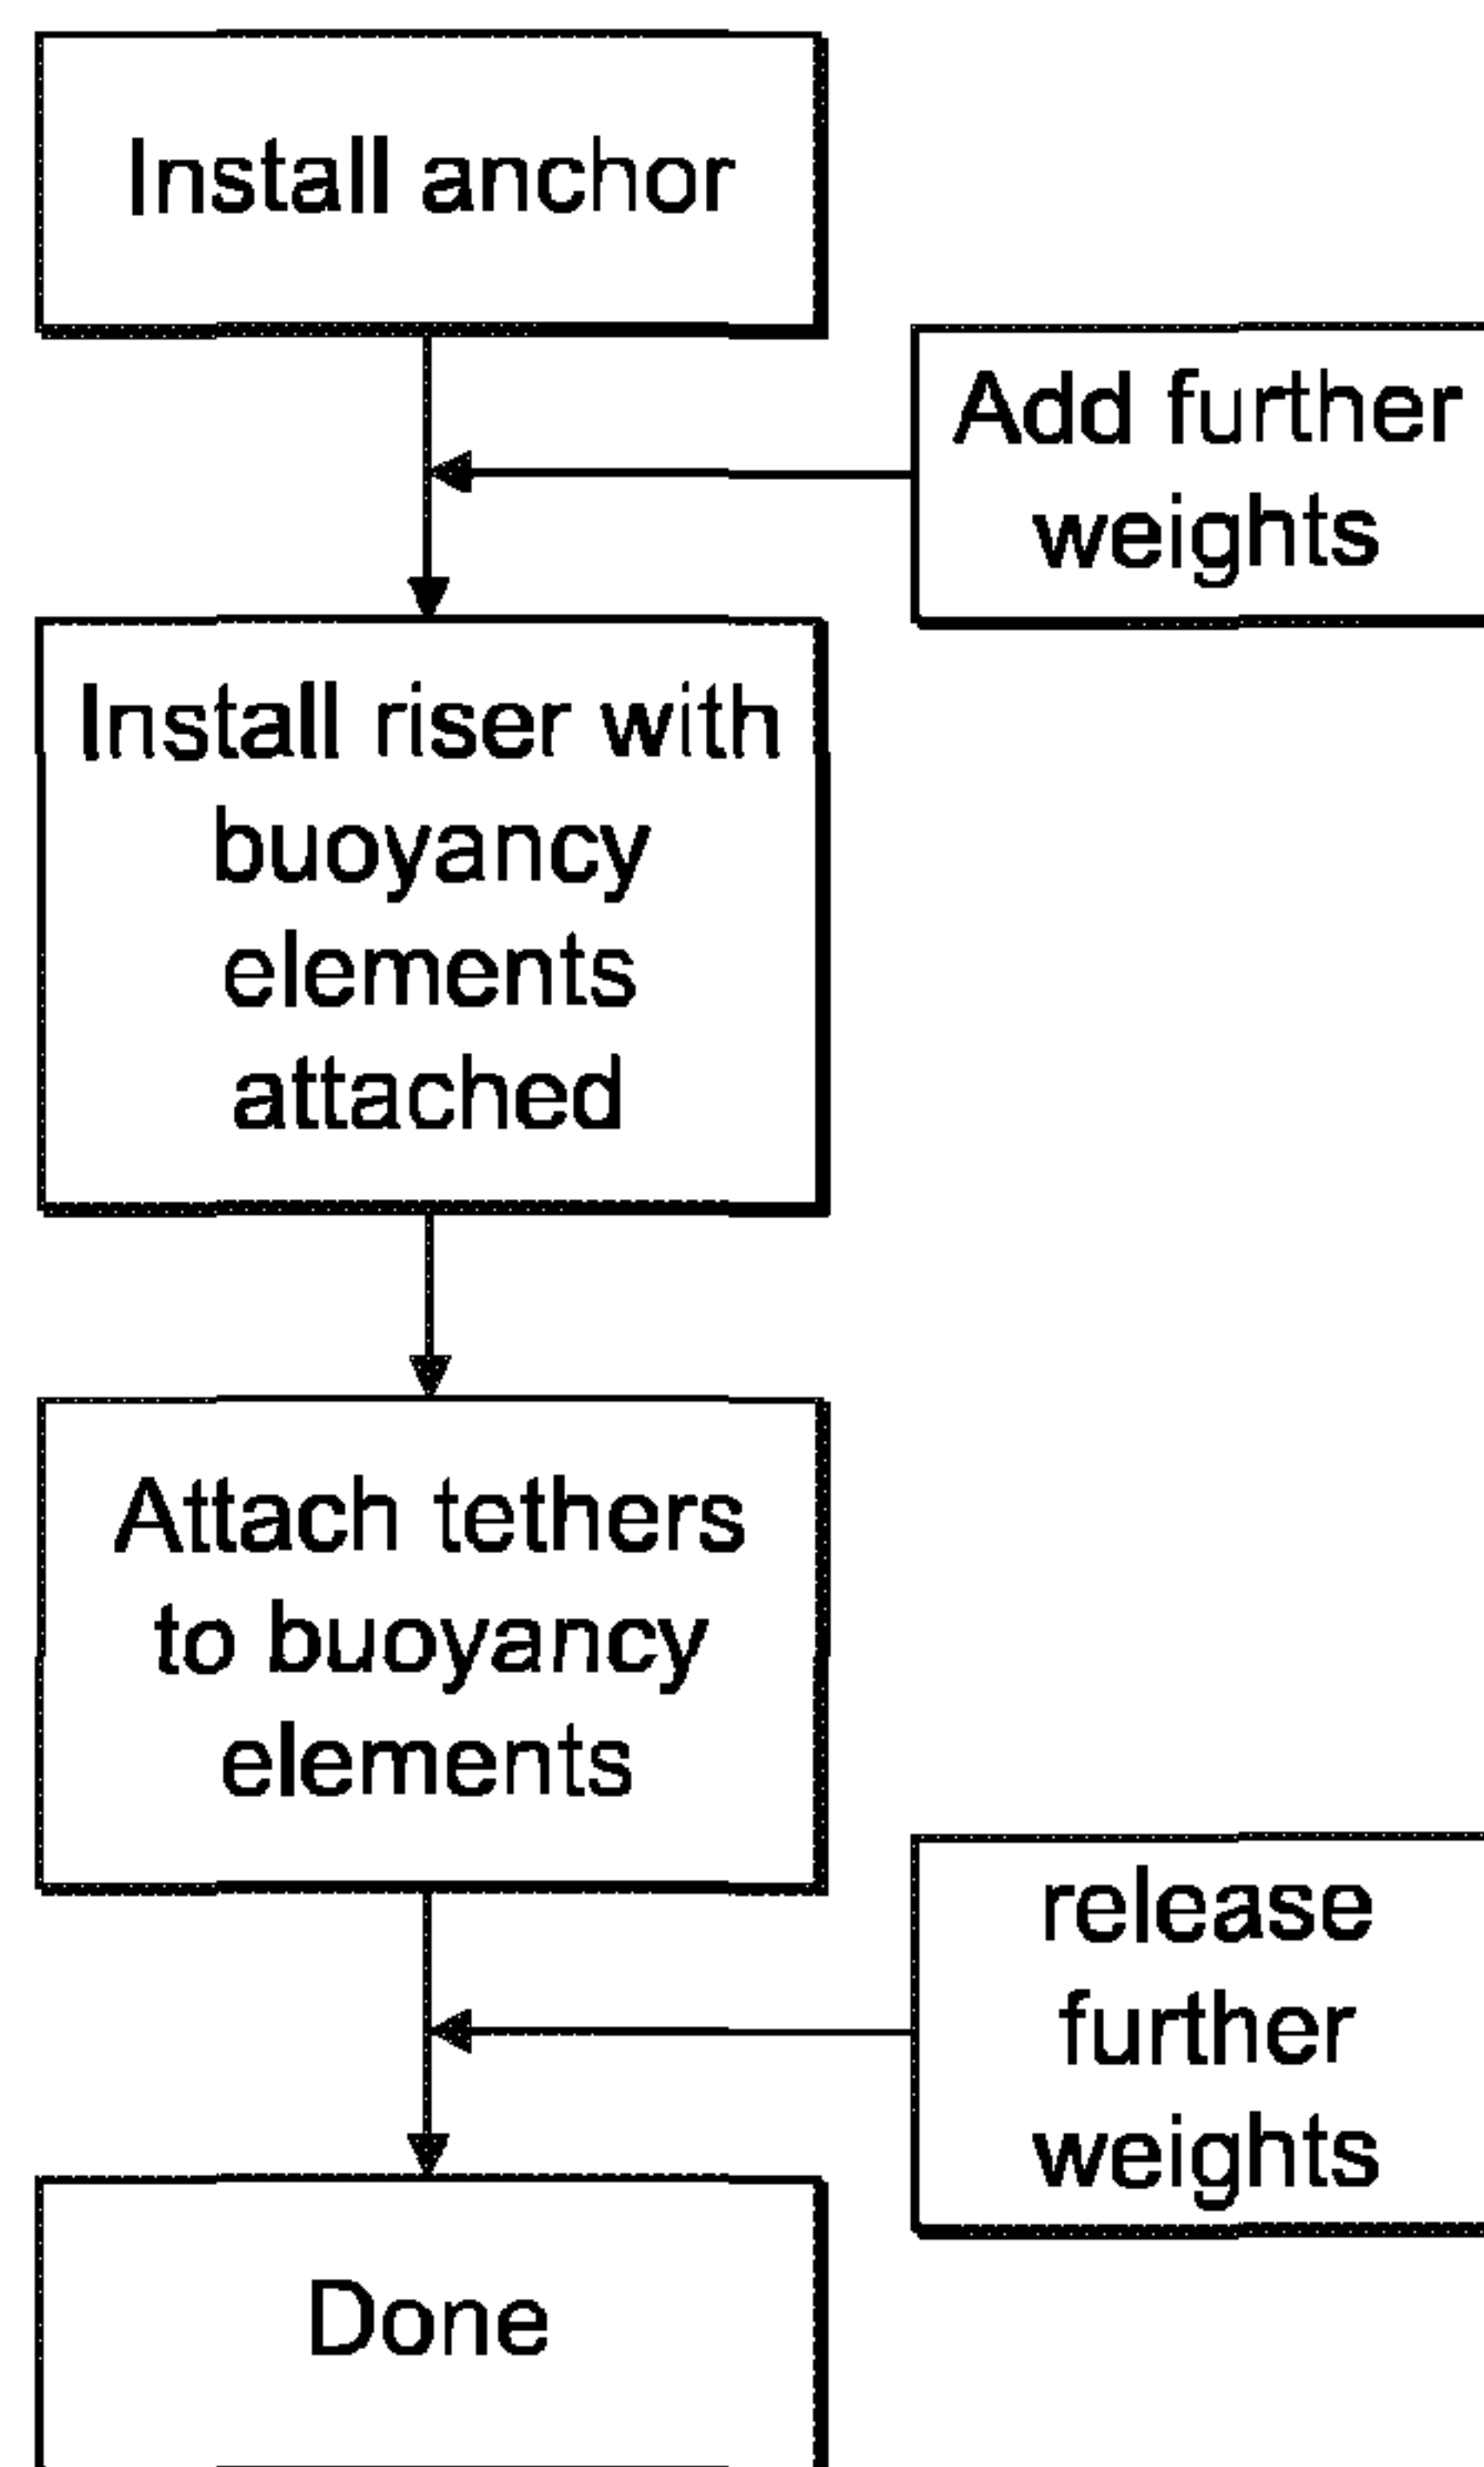 Install anchor
Add further
weights
Install riser with
buoyancy
elements
attached
Attach tethers
to buoyancy
elements
release
further
weights
Done